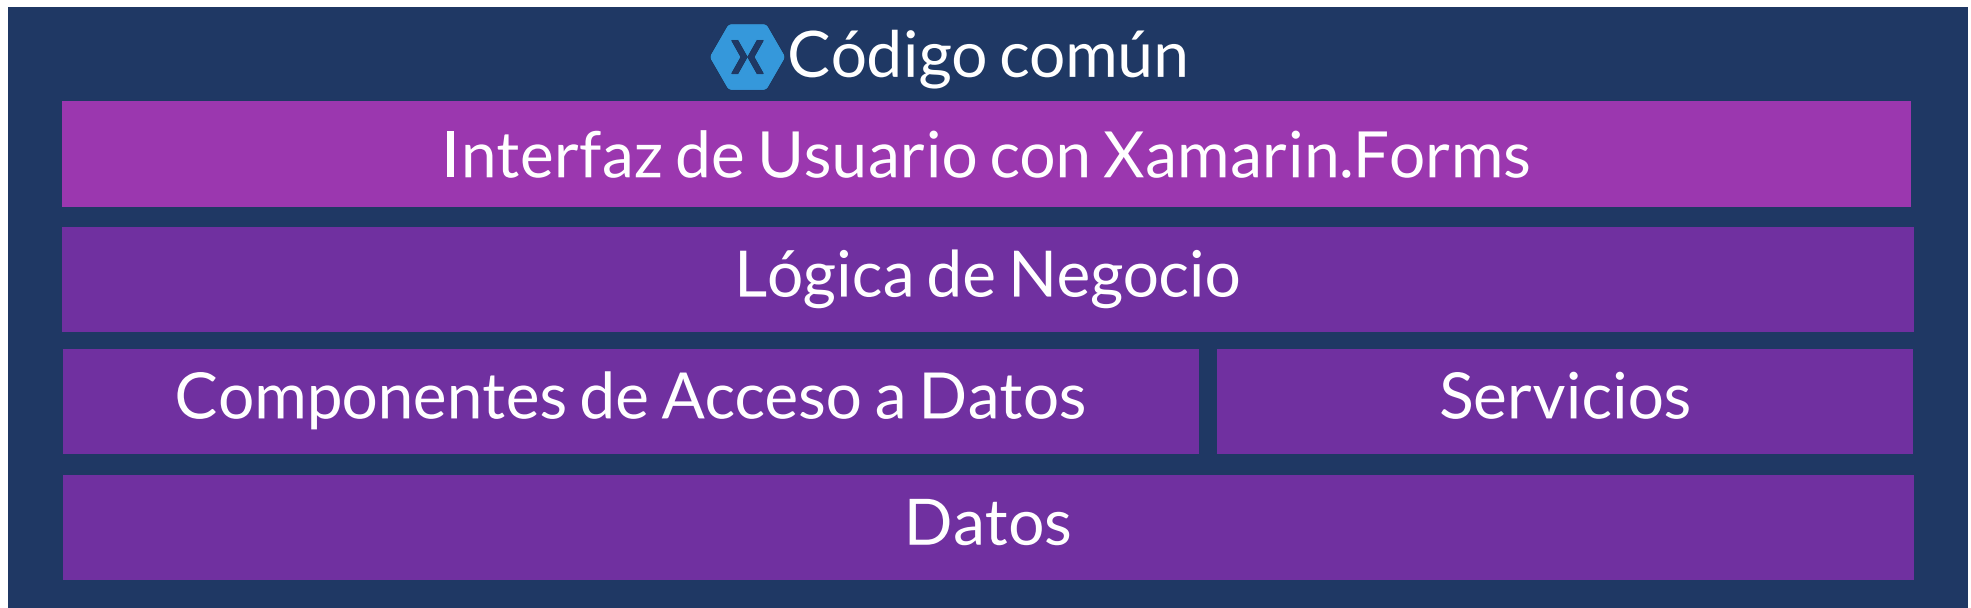 Código común
Interfaz de Usuario con Xamarin.Forms
Lógica de Negocio
Componentes de Acceso a Datos
Servicios
Datos